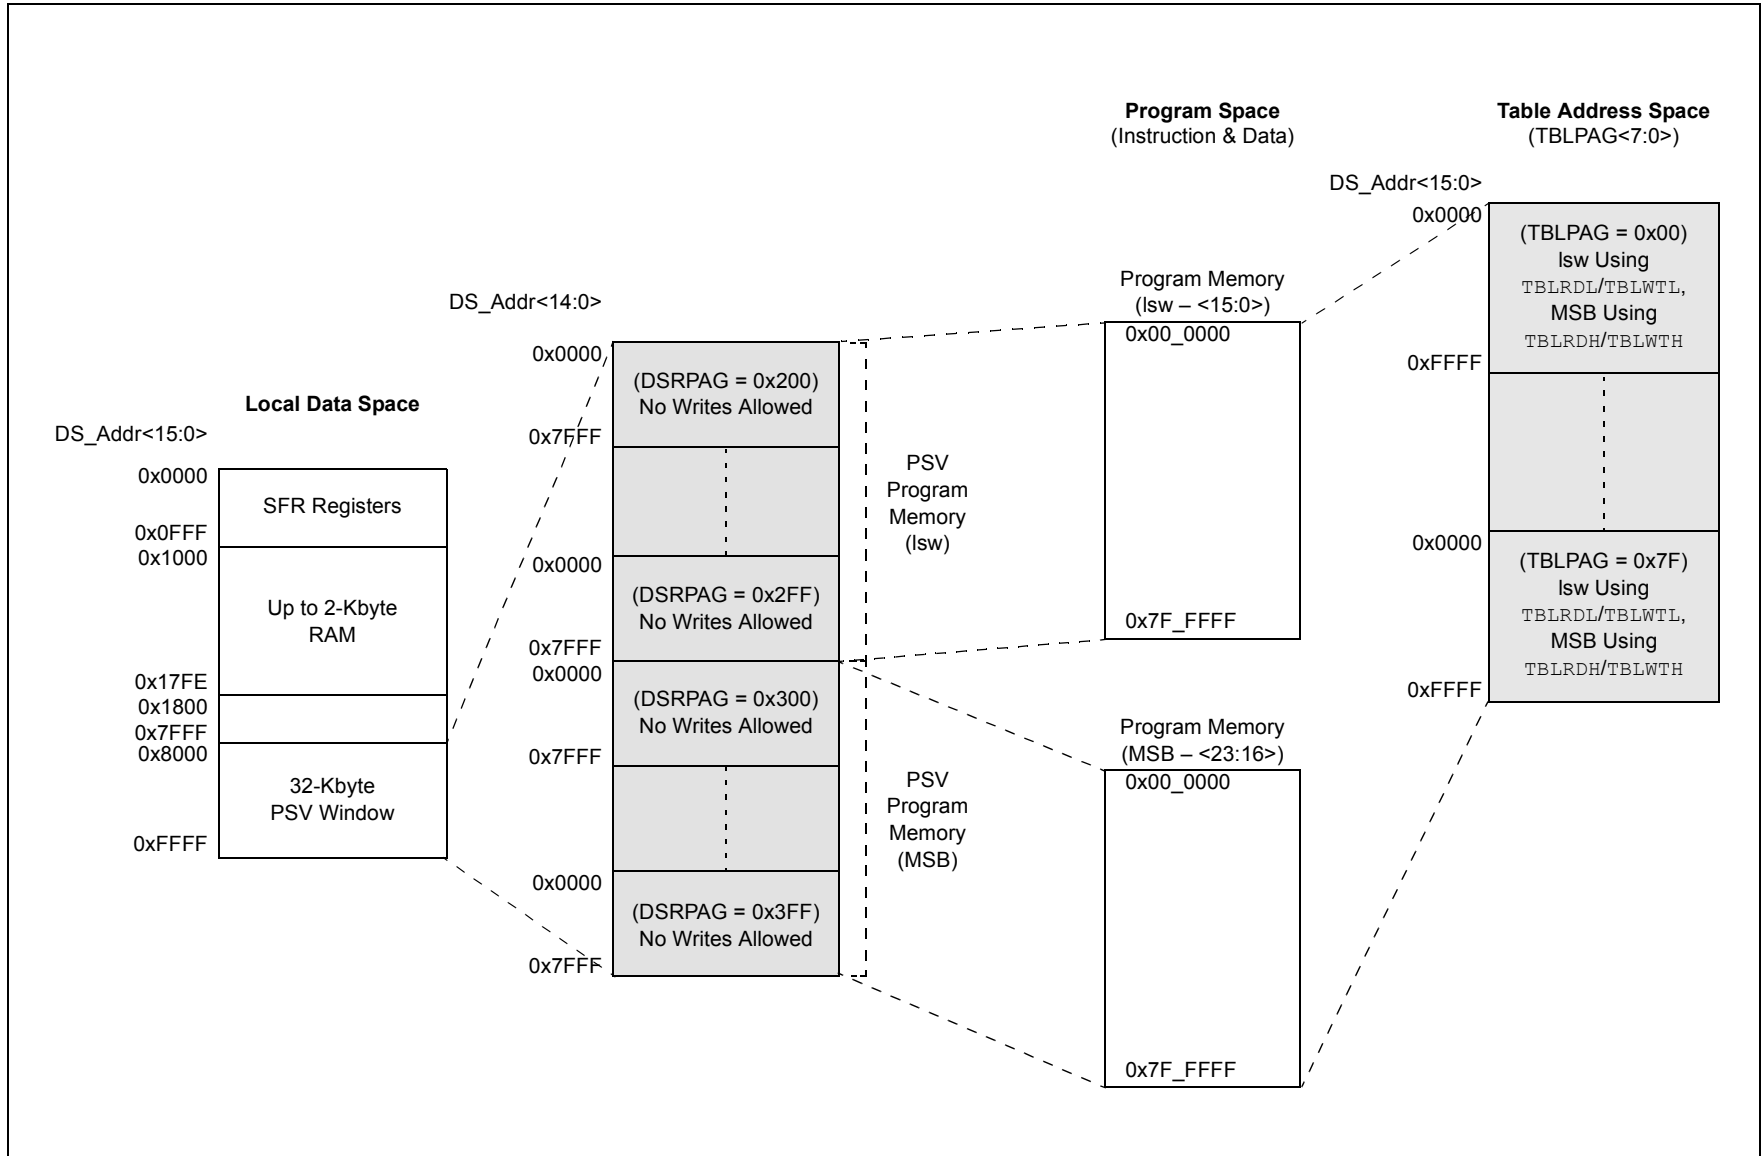 Local Data Space
DS_Addr<15:0>
0x0000
SFR Registers
0x0FFF
0x1000
Up to 2-Kbyte
RAM
0x17FE
0x1800
0x7FFF
0x8000
32-Kbyte
PSV Window
0xFFFF
DS_Addr<14:0>
0x0000
(DSRPAG = 0x200)
No Writes Allowed
0x7FFF
0x0000
(DSRPAG = 0x2FF)
No Writes Allowed
0x7FFF
0x0000
(DSRPAG = 0x300)
No Writes Allowed
0x7FFF
0x0000
(DSRPAG = 0x3FF)
No Writes Allowed
0x7FFF
PSV
Program
Memory
(lsw)
PSV
Program
Memory
(MSB)
Program Space
(Instruction & Data)
Program Memory
(lsw – <15:0>)
0x00_0000
0x7F_FFFF
Program Memory
(MSB – <23:16>)
0x00_0000
0x7F_FFFF
Table Address Space
(TBLPAG<7:0>)
DS_Addr<15:0>
0x0000
(TBLPAG = 0x00)
lsw Using
TBLRDL/TBLWTL,
MSB Using
TBLRDH/TBLWTH
0xFFFF
0x0000
(TBLPAG = 0x7F)
lsw Using
TBLRDL/TBLWTL,
MSB Using
TBLRDH/TBLWTH
0xFFFF